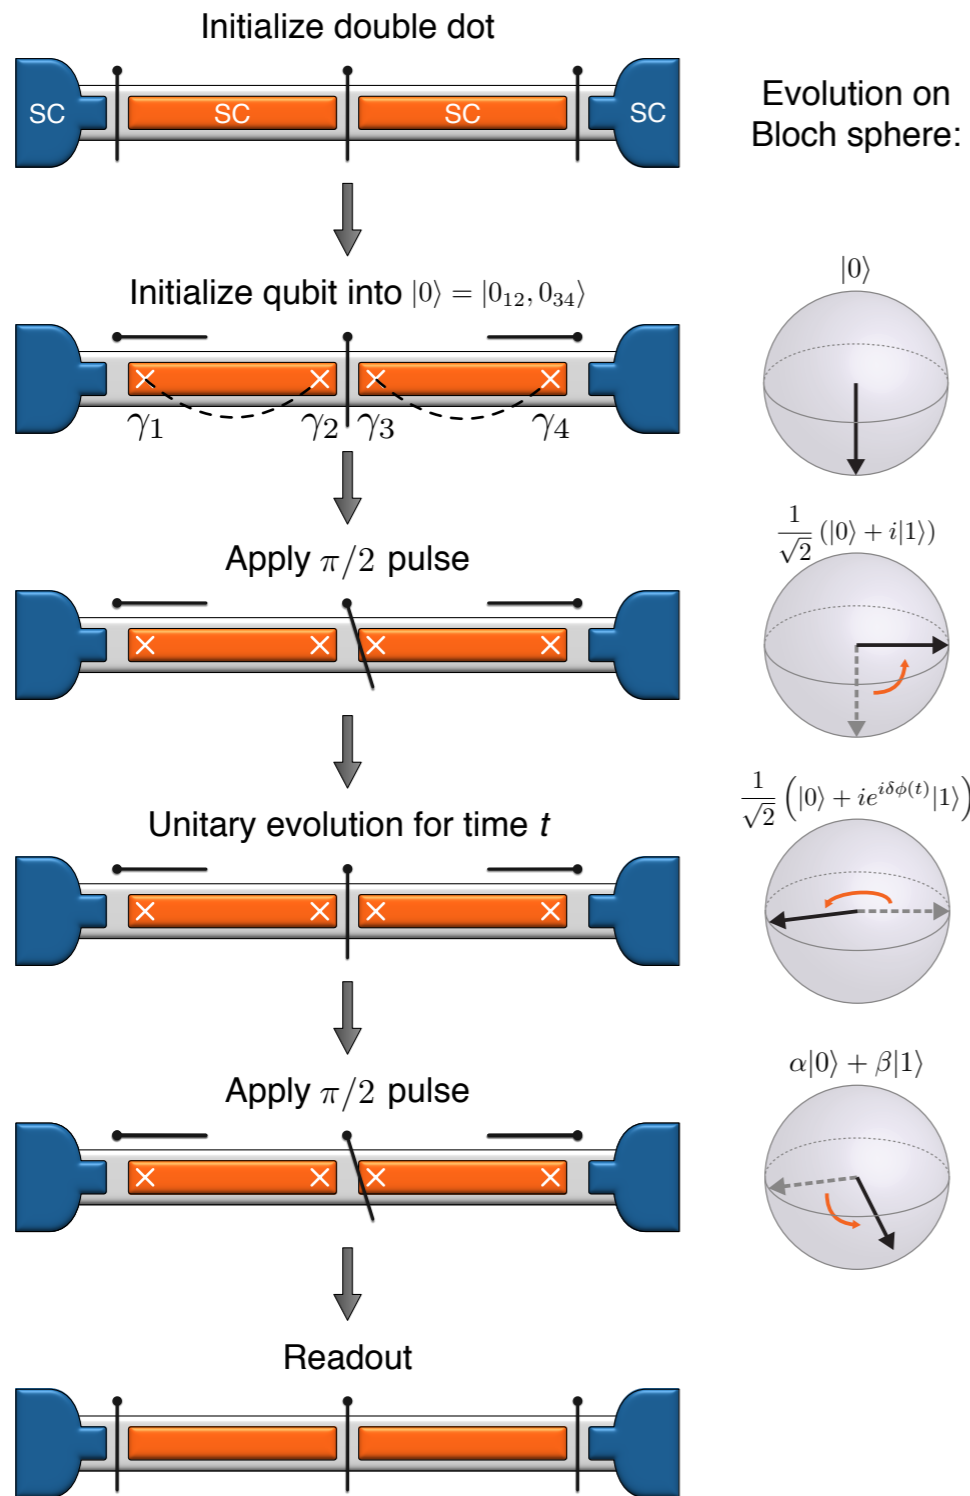 Initialize double dot
SC SC SC SC
Evolution on
Bloch sphere:
Initialize qubit into |0⟩ = |0₁₂, 0₃₄⟩
|0⟩
γ₁ γ₂ γ₃ γ₄
Apply π/2 pulse
1/√2 (|0⟩ + i|1⟩)
Unitary evolution for time t
1/√2 (|0⟩ + ie^{iδϕ(t)}|1⟩)
Apply π/2 pulse
α|0⟩ + β|1⟩
Readout